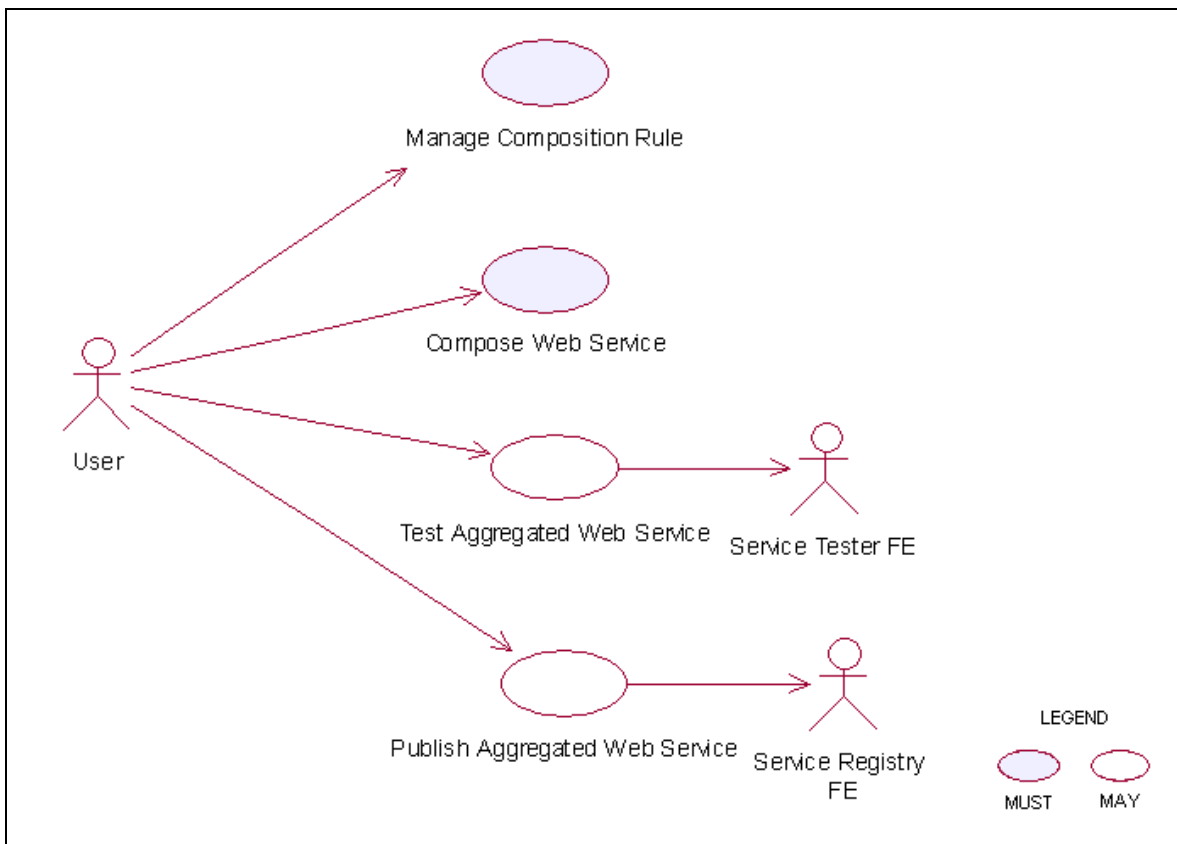 Manage Composition Rule
Compose Web Service
User
Test Aggregated Web Service
Service Tester FE
Publish Aggregated Web Service
Service Registry
FE
LEGEND
MUST
MAY